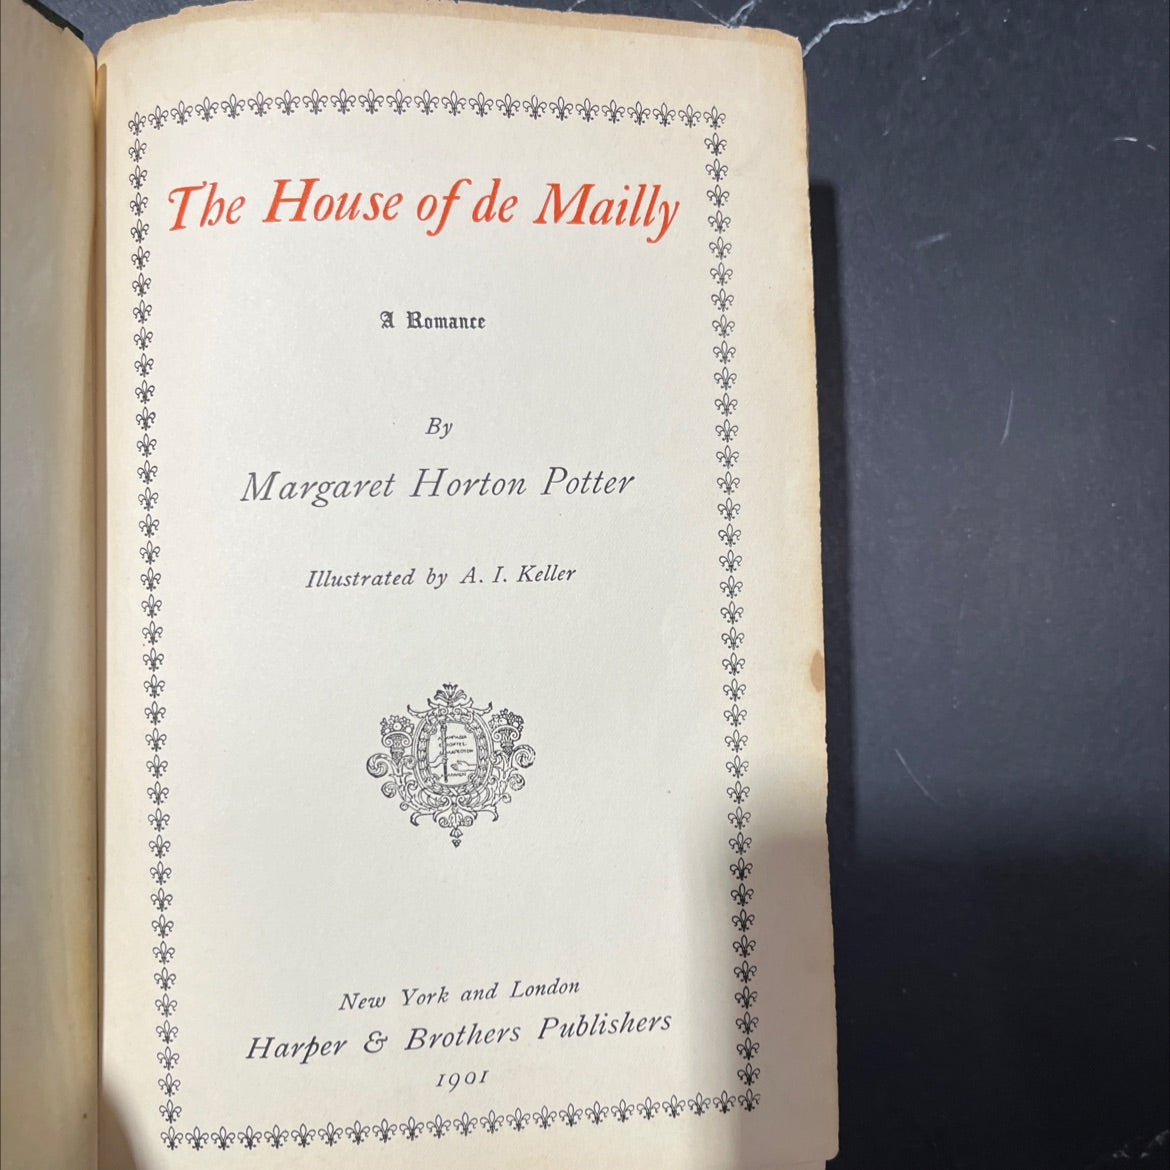 The House of de Mailly
A Romance
By
Margaret Horton Potter
Illustrated by A. I. Keller
New York and London
Harper & Brothers Publishers
1901